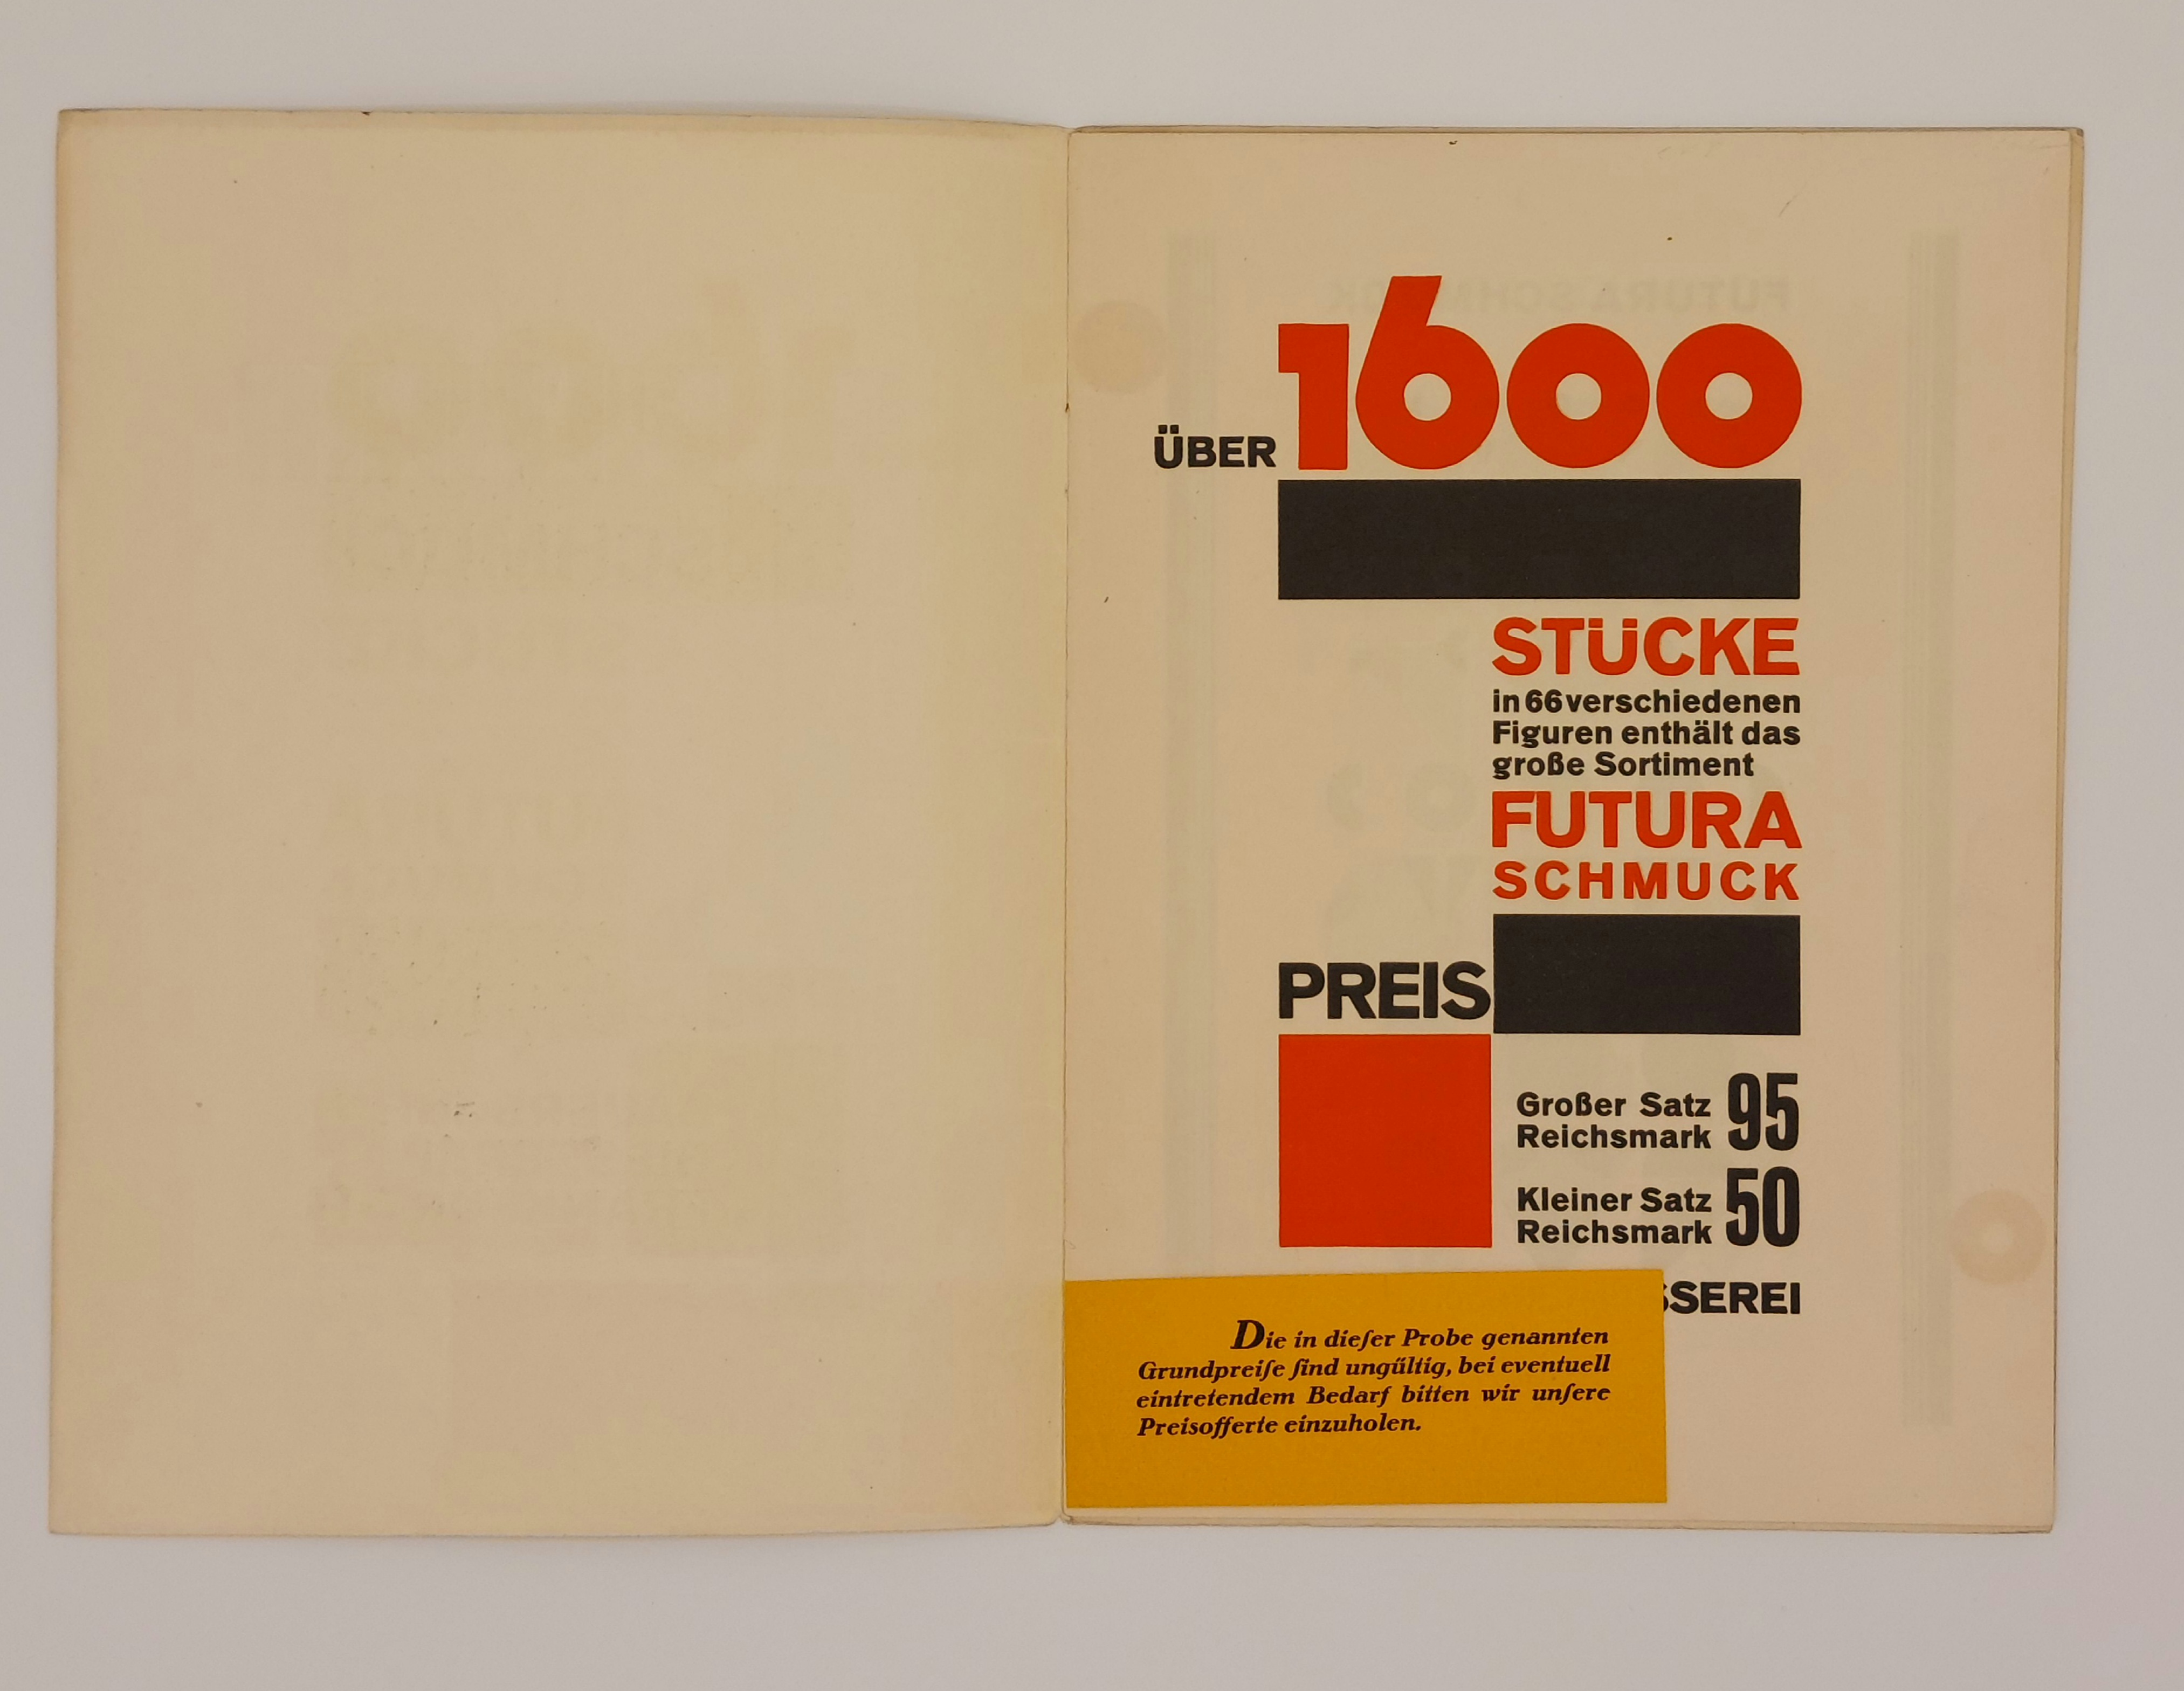 ÜBER 1600
STÜCKE
in 66 verschiedenen
Figuren enthält das
große Sortiment
FUTURA
SCHMUCK
PREIS
Großer Satz
Reichsmark 95
Kleiner Satz
Reichsmark 50
SSEREI
Die in dieſer Probe genannten
Grundpreiſe ſind ungültig, bei eventuell
eintretendem Bedarf bitten wir unſere
Preisofferte einzuholen.